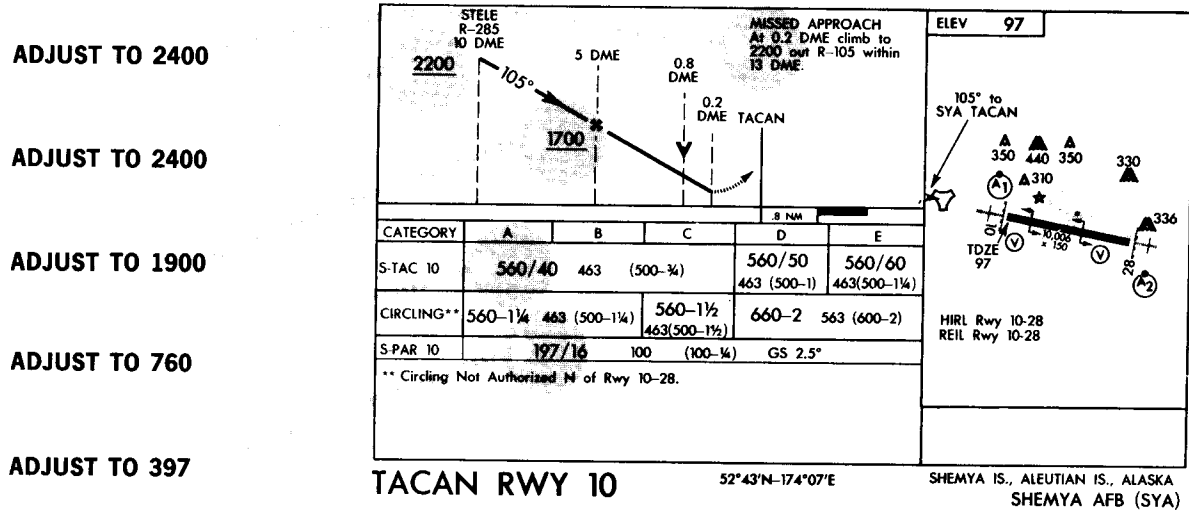 ADJUST TO 2400
ADJUST TO 2400
ADJUST TO 1900
ADJUST TO 760
ADJUST TO 397
STELE
R-285
10 DME
2200
105°
5 DME
1700
0.8
DME
0.2
DME
TACAN
MISSED APPROACH
At 0.2 DME climb to
2200 out R-105 within
13 DME.
.8 NM
CATEGORY A B C D E
S-TAC 10 560/40 463 (500-¾) 560/50 560/60
463 (500-1) 463(500-1¼)
CIRCLING** 560-1¼ 463 (500-1¼) 560-1½ 660-2 563 (600-2)
463(500-1½)
S-PAR 10 197/16 100 (100-¼) GS 2.5°
** Circling Not Authorized N of Rwy 10-28.
ELEV 97
105° to
SYA TACAN
350 440 350 330
310
A1
336
10
V
TDZE
97
10,006
x 150
V
28
A2
HIRL Rwy 10-28
REIL Rwy 10-28
TACAN RWY 10
52°43'N-174°07'E
SHEMYA IS., ALEUTIAN IS., ALASKA
SHEMYA AFB (SYA)